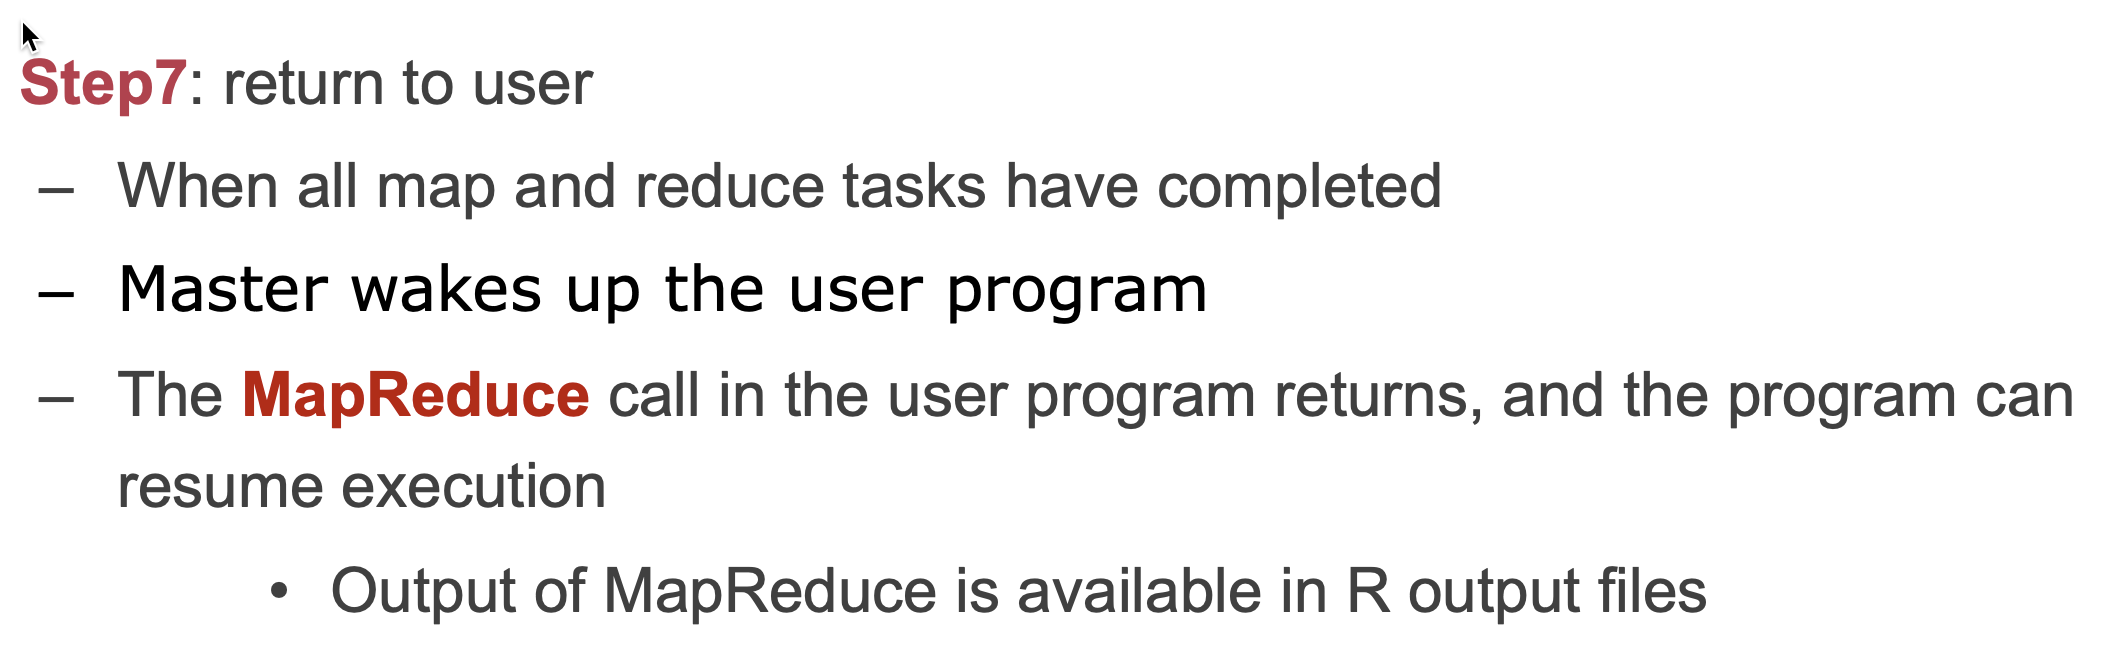 Step7: return to user
– When all map and reduce tasks have completed
– Master wakes up the user program
– The MapReduce call in the user program returns, and the program can
resume execution
• Output of MapReduce is available in R output files